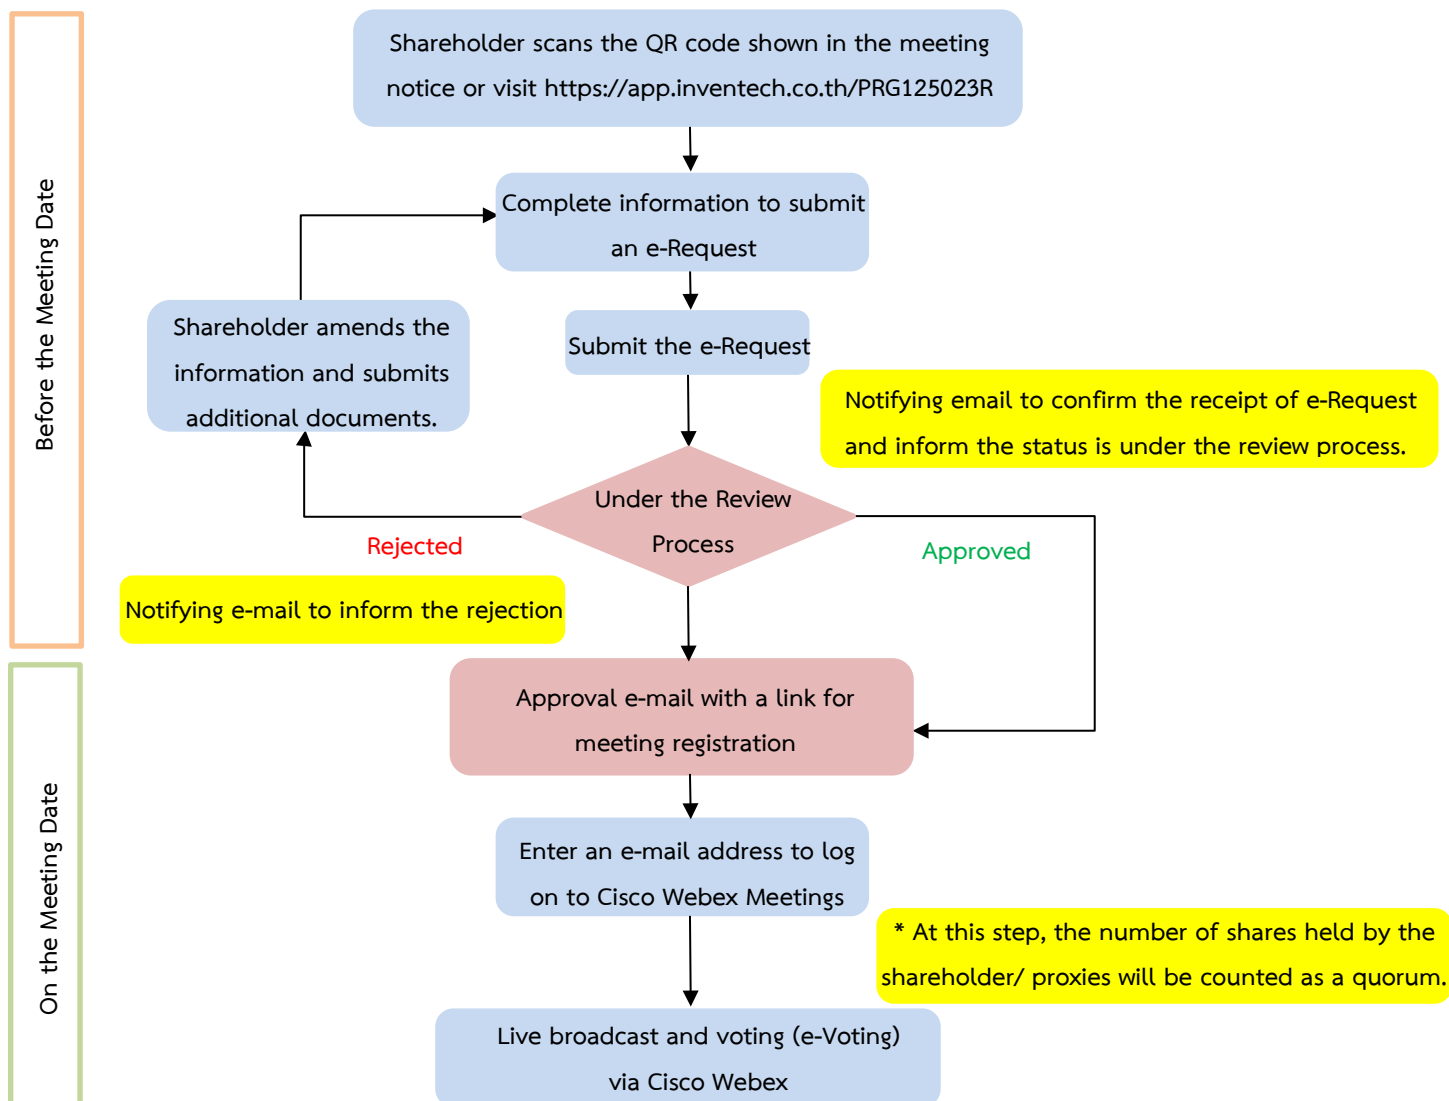 Before the Meeting Date
Shareholder scans the QR code shown in the meeting
notice or visit https://app.inventech.co.th/PRG125023R
Complete information to submit
an e-Request
Shareholder amends the
information and submits
additional documents.
Submit the e-Request
Notifying email to confirm the receipt of e-Request
and inform the status is under the review process.
Under the Review
Process
Rejected
Approved
Notifying e-mail to inform the rejection
On the Meeting Date
Approval e-mail with a link for
meeting registration
Enter an e-mail address to log
on to Cisco Webex Meetings
* At this step, the number of shares held by the
shareholder/ proxies will be counted as a quorum.
Live broadcast and voting (e-Voting)
via Cisco Webex